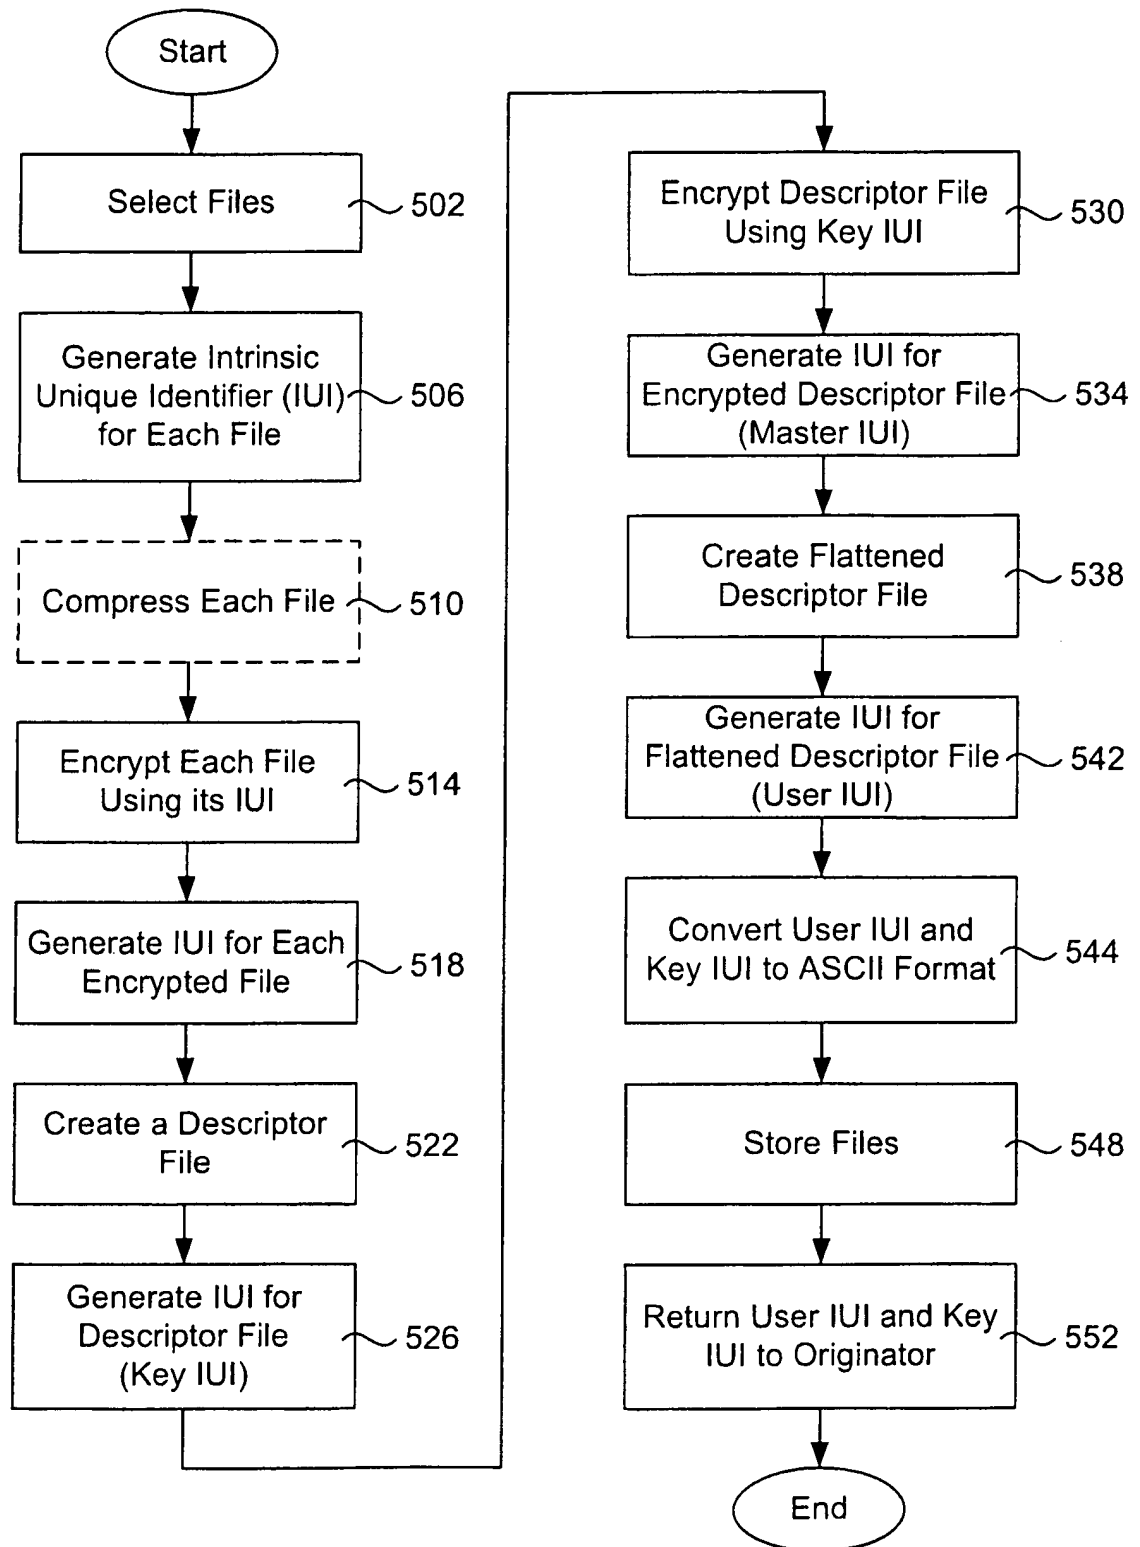 Start
Select Files
502
Generate Intrinsic
Unique Identifier (IUI)
for Each File
506
Compress Each File
510
Encrypt Each File
Using its IUI
514
Generate IUI for Each
Encrypted File
518
Create a Descriptor
File
522
Generate IUI for
Descriptor File
(Key IUI)
526
Encrypt Descriptor File
Using Key IUI
530
Generate IUI for
Encrypted Descriptor File
(Master IUI)
534
Create Flattened
Descriptor File
538
Generate IUI for
Flattened Descriptor File
(User IUI)
542
Convert User IUI and
Key IUI to ASCII Format
544
Store Files
548
Return User IUI and Key
IUI to Originator
552
End